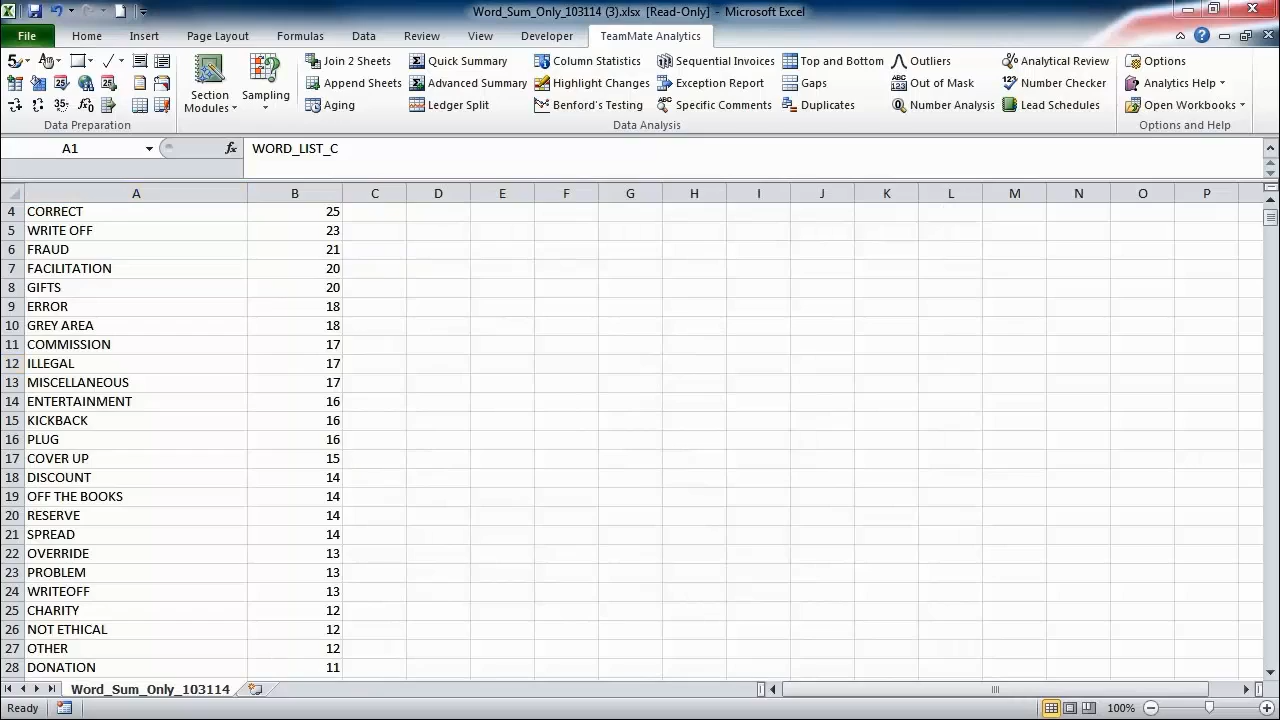 Word_Sum_Only_103114 (3).xlsx [Read-Only] - Microsoft Excel
File Home Insert Page Layout Formulas Data Review View Developer TeamMate Analytics
Join 2 Sheets Quick Summary Column Statistics Sequential Invoices Top and Bottom Outliers Analytical Review Options
Append Sheets Advanced Summary Highlight Changes Exception Report Gaps Out of Mask Number Check Analytics Help
Section Modules Sampling
Aging Ledger Split Benford's Testing Specific Comments Duplicates Number Analysis Lead Schedules Open Workbooks
Data Preparation Data Analysis Options and Help
A1 fx WORD_LIST_C
A B C D E F G H I J K L M N O P
4 CORRECT 25
5 WRITE OFF 23
6 FRAUD 21
7 FACILITATION 20
8 GIFTS 20
9 ERROR 18
10 GREY AREA 18
11 COMMISSION 17
12 ILLEGAL 17
13 MISCELLANEOUS 17
14 ENTERTAINMENT 16
15 KICKBACK 16
16 PLUG 16
17 COVER UP 15
18 DISCOUNT 14
19 OFF THE BOOKS 14
20 RESERVE 14
21 SPREAD 14
22 OVERRIDE 13
23 PROBLEM 13
24 WRITEOFF 13
25 CHARITY 12
26 NOT ETHICAL 12
27 OTHER 12
28 DONATION 11
Word_Sum_Only_103114
Ready 100%